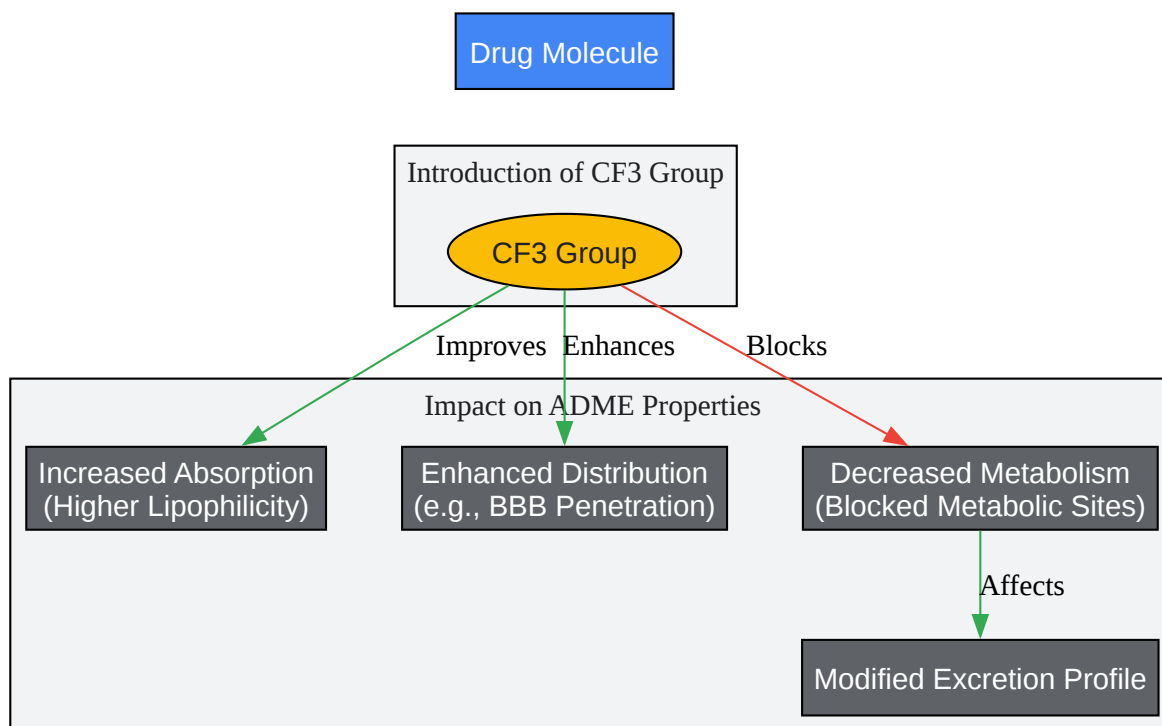 Drug Molecule
Introduction of CF3 Group
CF3 Group
Improves
Enhances
Blocks
Impact on ADME Properties
Increased Absorption
(Higher Lipophilicity)
Enhanced Distribution
(e.g., BBB Penetration)
Decreased Metabolism
(Blocked Metabolic Sites)
Affects
Modified Excretion Profile